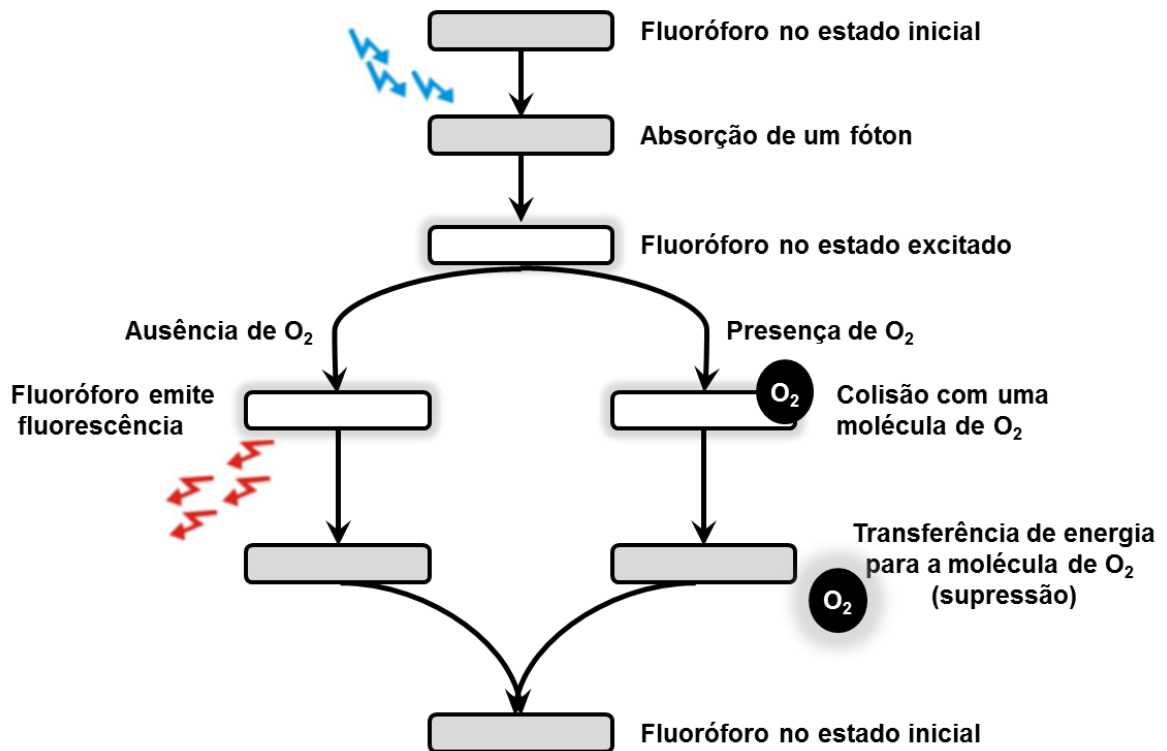 Fluoróforo no estado inicial
Absorção de um fóton
Fluoróforo no estado excitado
Ausência de O₂
Presença de O₂
Fluoróforo emite
fluorescência
O₂
Colisão com uma
molécula de O₂
Transferência de energia
para a molécula de O₂
(supressão)
O₂
Fluoróforo no estado inicial